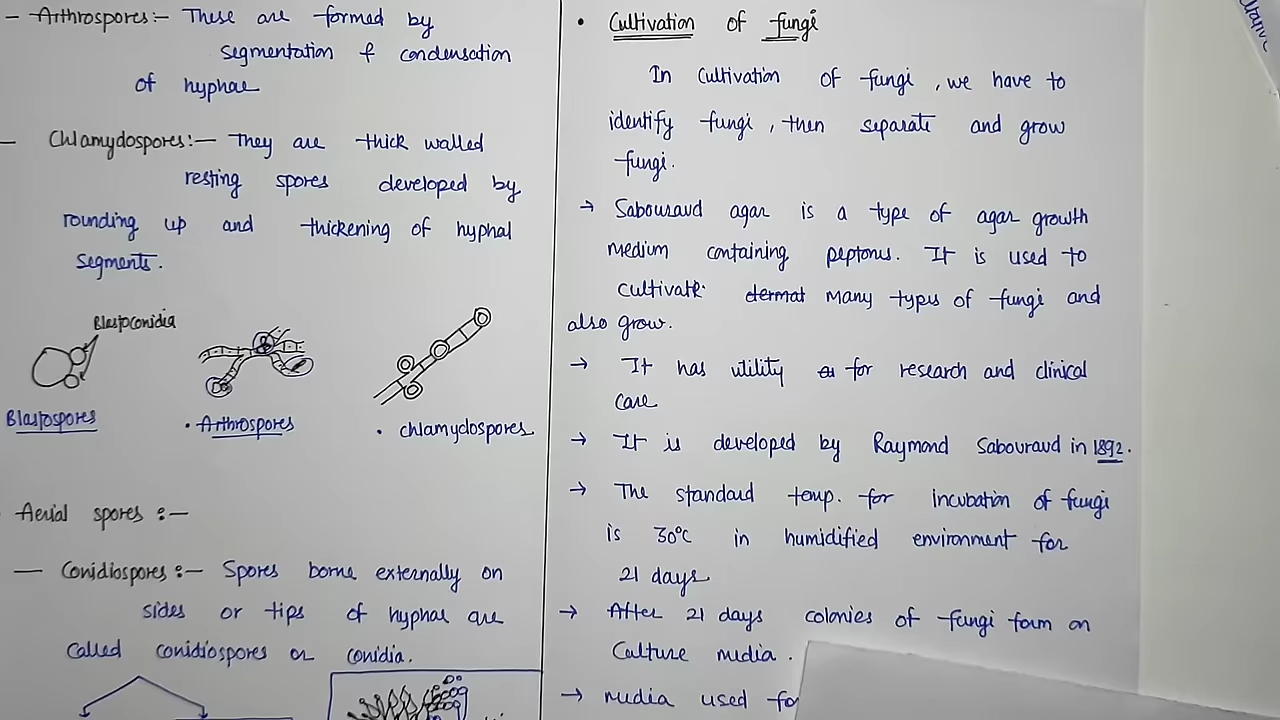 - Arthrospores:- These are formed by
segmentation & condensation
of hyphae
- Chlamydospores:- They are thick walled
resting spores developed by
rounding up and thickening of hyphal
segments.
Blastoconidia
Blastospores
• Arthrospores
• chlamydospores
Aerial spores :-
- Conidiospores:- Spores borne externally on
sides or tips of hyphae are
called conidiospores or conidia.
• Cultivation of fungi
In cultivation of fungi, we have to
identify fungi, then separate and grow
fungi.
→ Sabouraud agar is a type of agar growth
medium containing peptones. It is used to
cultivate dermat many types of fungi and
also grow.
→ It has utility for research and clinical
care
→ It is developed by Raymond Sabouraud in 1892.
→ The standard temp. for incubation of fungi
is 30°C in humidified environment for
21 days
→ After 21 days colonies of fungi form on
Culture media.
→ media used fo